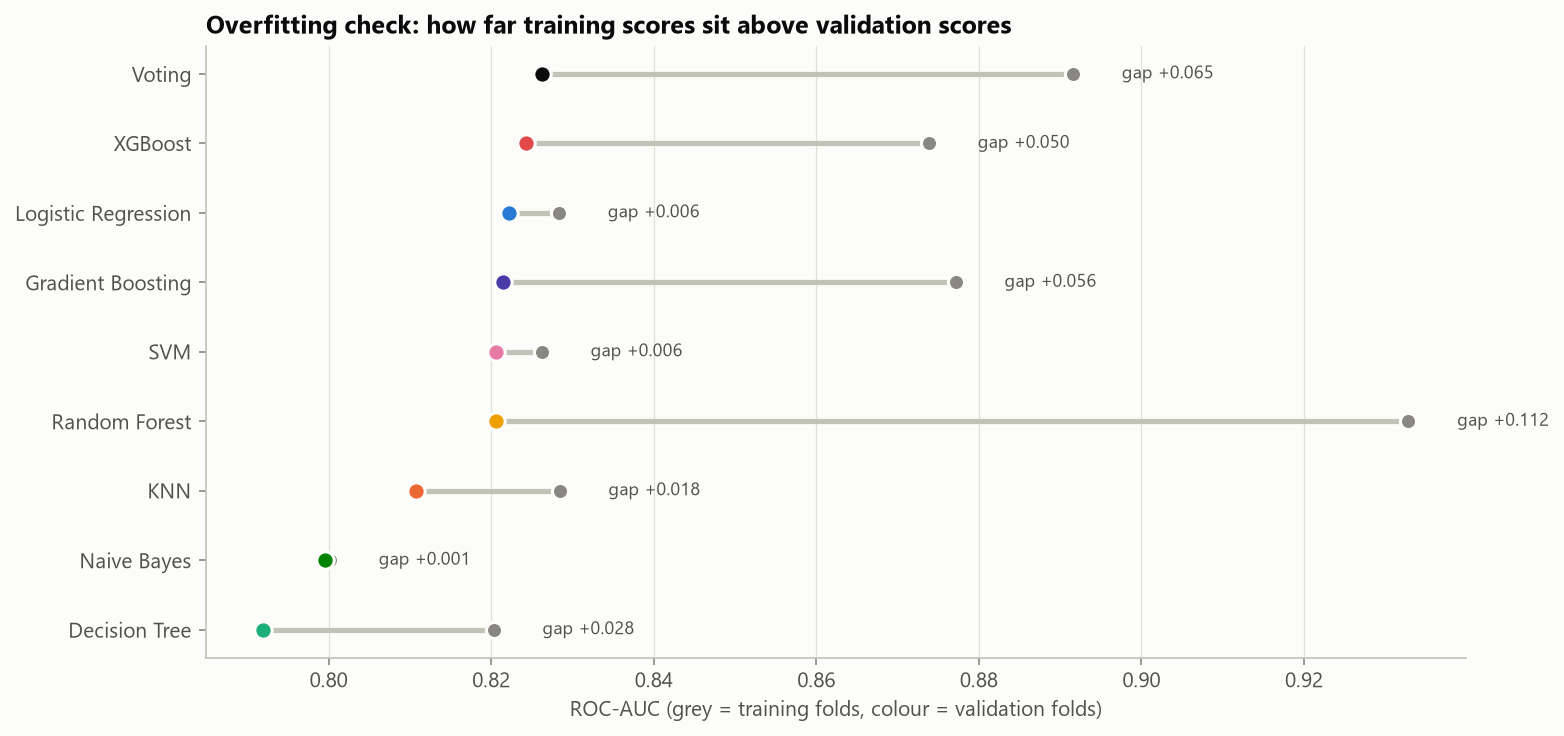 Overfitting check: how far training scores sit above validation scores
Voting
gap +0.065
XGBoost
gap +0.050
Logistic Regression
gap +0.006
Gradient Boosting
gap +0.056
SVM
gap +0.006
Random Forest
gap +0.112
KNN
gap +0.018
Naive Bayes
gap +0.001
Decision Tree
gap +0.028
0.80 0.82 0.84 0.86 0.88 0.90 0.92
ROC-AUC (grey = training folds, colour = validation folds)